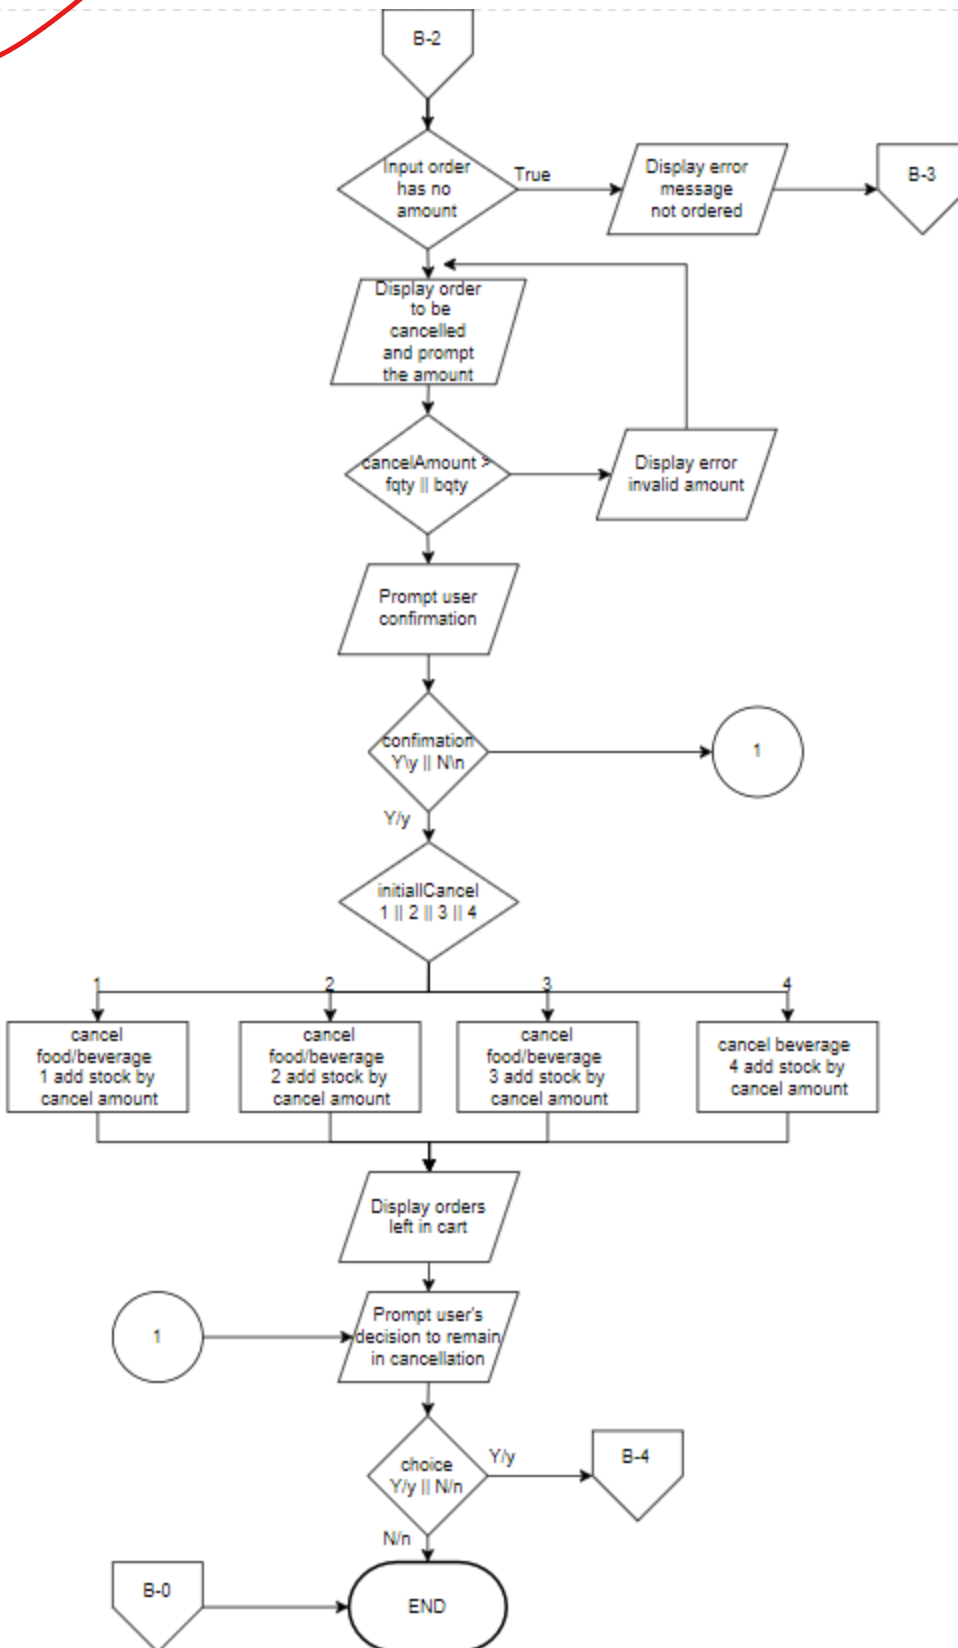 B-2
Input order
has no
amount
True
Display error
message
not ordered
B-3
Display order
to be
cancelled
and prompt
the amount
cancelAmount >
fqty || bqty
Display error
invalid amount
Prompt user
confirmation
confimation
Y\y || N\n
1
Y/y
initiallCancel
1 || 2 || 3 || 4
1
2
3
4
cancel
food/beverage
1 add stock by
cancel amount
cancel
food/beverage
2 add stock by
cancel amount
cancel
food/beverage
3 add stock by
cancel amount
cancel beverage
4 add stock by
cancel amount
Display orders
left in cart
1
Prompt user's
decision to remain
in cancellation
choice
Y/y || N/n
Y/y
B-4
N/n
B-0
END